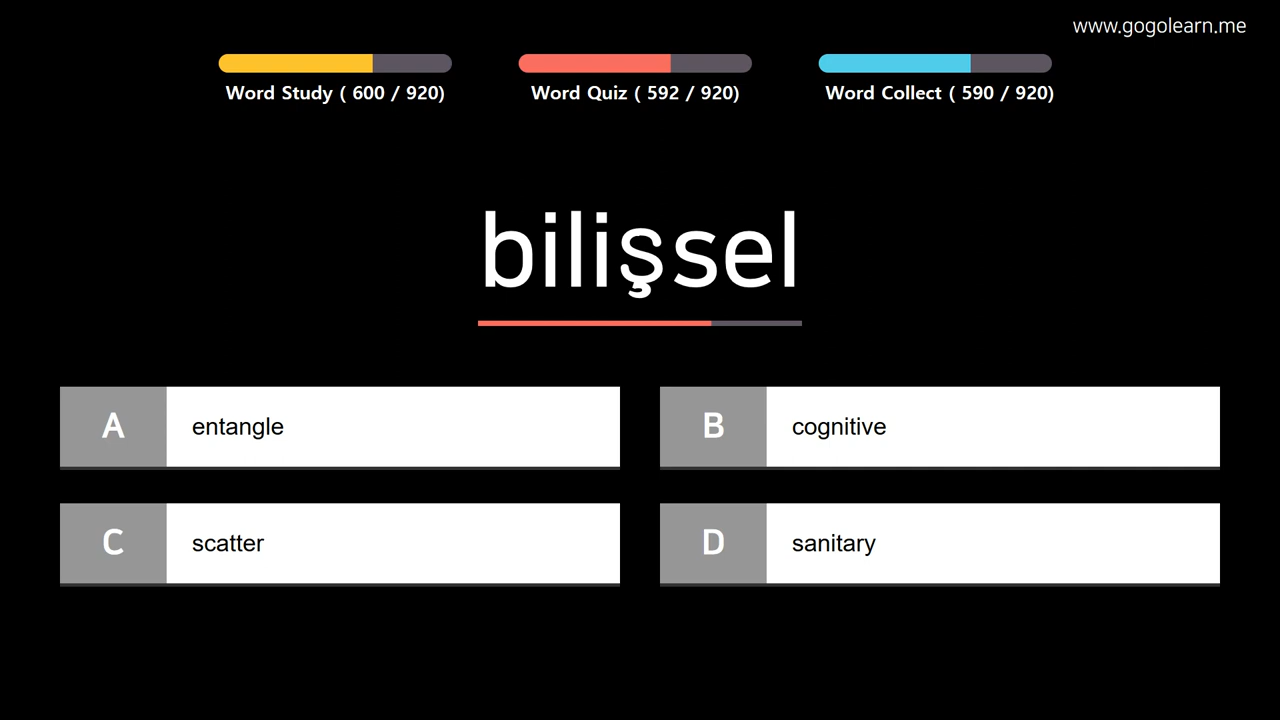 www.gogolearn.me
Word Study ( 600 / 920)
Word Quiz ( 592 / 920)
Word Collect ( 590 / 920)
bilişsel
A entangle
B cognitive
C scatter
D sanitary